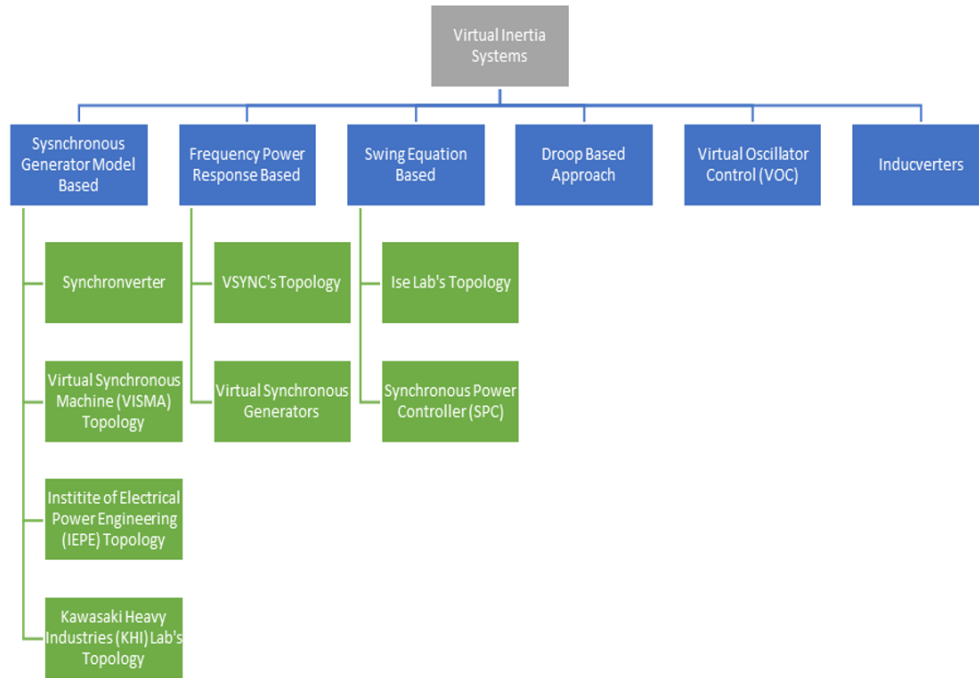 Virtual Inertia
Systems
Sysnchronous
Generator Model
Based
Frequency Power
Response Based
Swing Equation
Based
Droop Based
Approach
Virtual Oscillator
Control (VOC)
Inducverters
Synchronverter
VSYNC's Topology
Ise Lab's Topology
Virtual Synchronous
Machine (VISMA)
Topology
Virtual Synchronous
Generators
Synchronous Power
Controller (SPC)
Institite of Electrical
Power Engineering
(IEPE) Topology
Kawasaki Heavy
Industries (KHI) Lab's
Topology